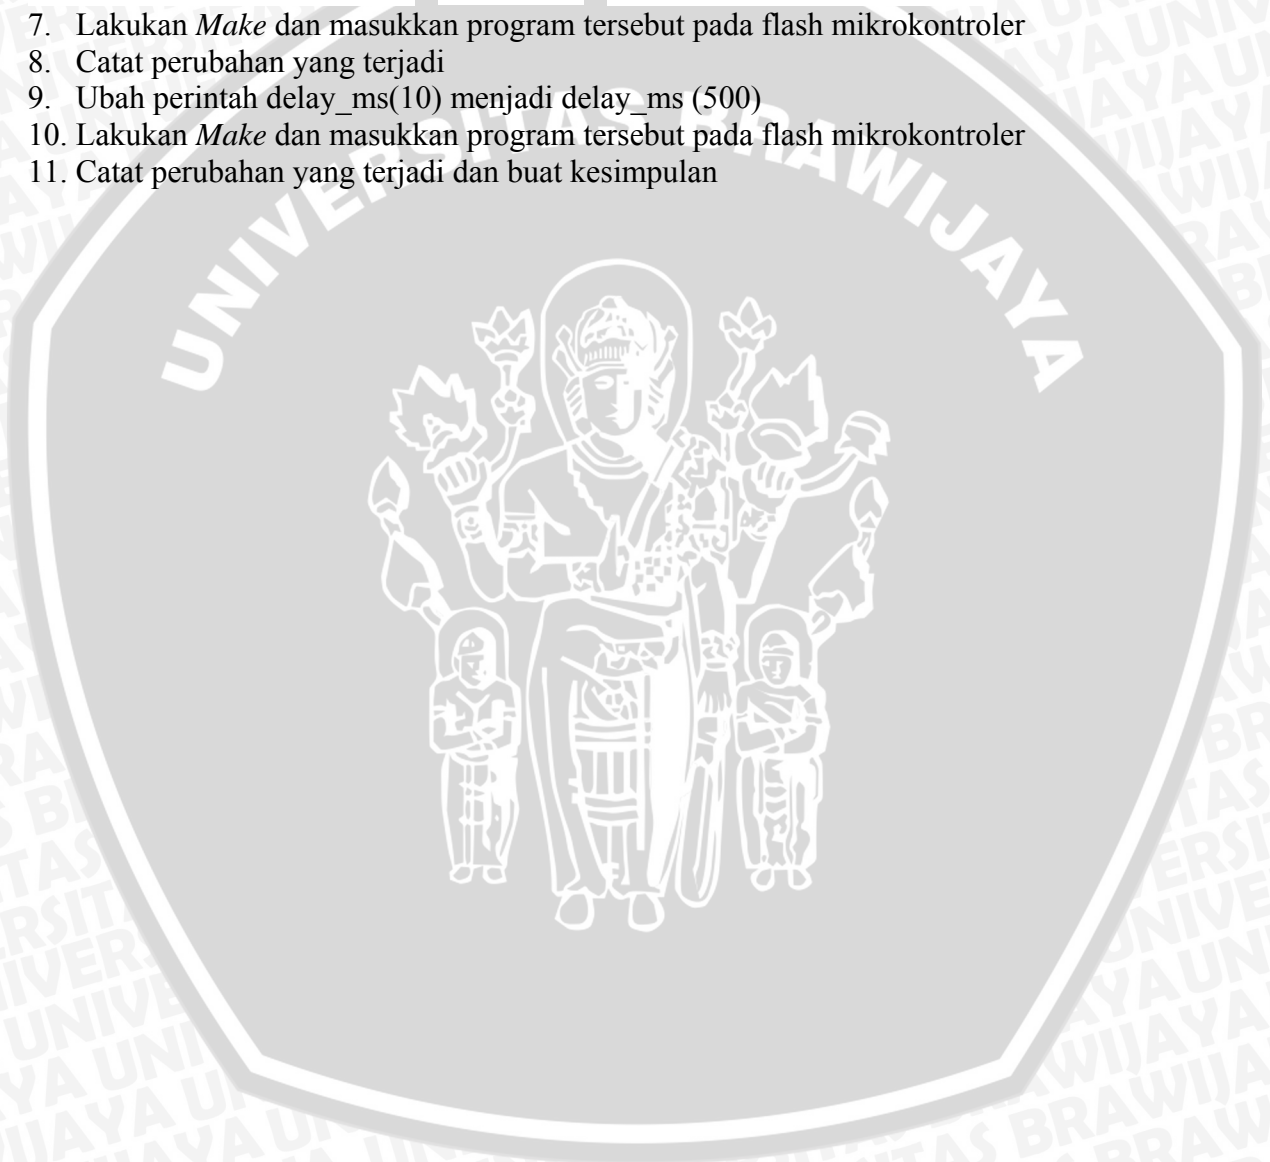 7. Lakukan Make dan masukkan program tersebut pada flash mikrokontroler
8. Catat perubahan yang terjadi
9. Ubah perintah delay_ms(10) menjadi delay_ms (500)
10. Lakukan Make dan masukkan program tersebut pada flash mikrokontroler
11. Catat perubahan yang terjadi dan buat kesimpulan
UNIVERSITAS BRAWIJAYA